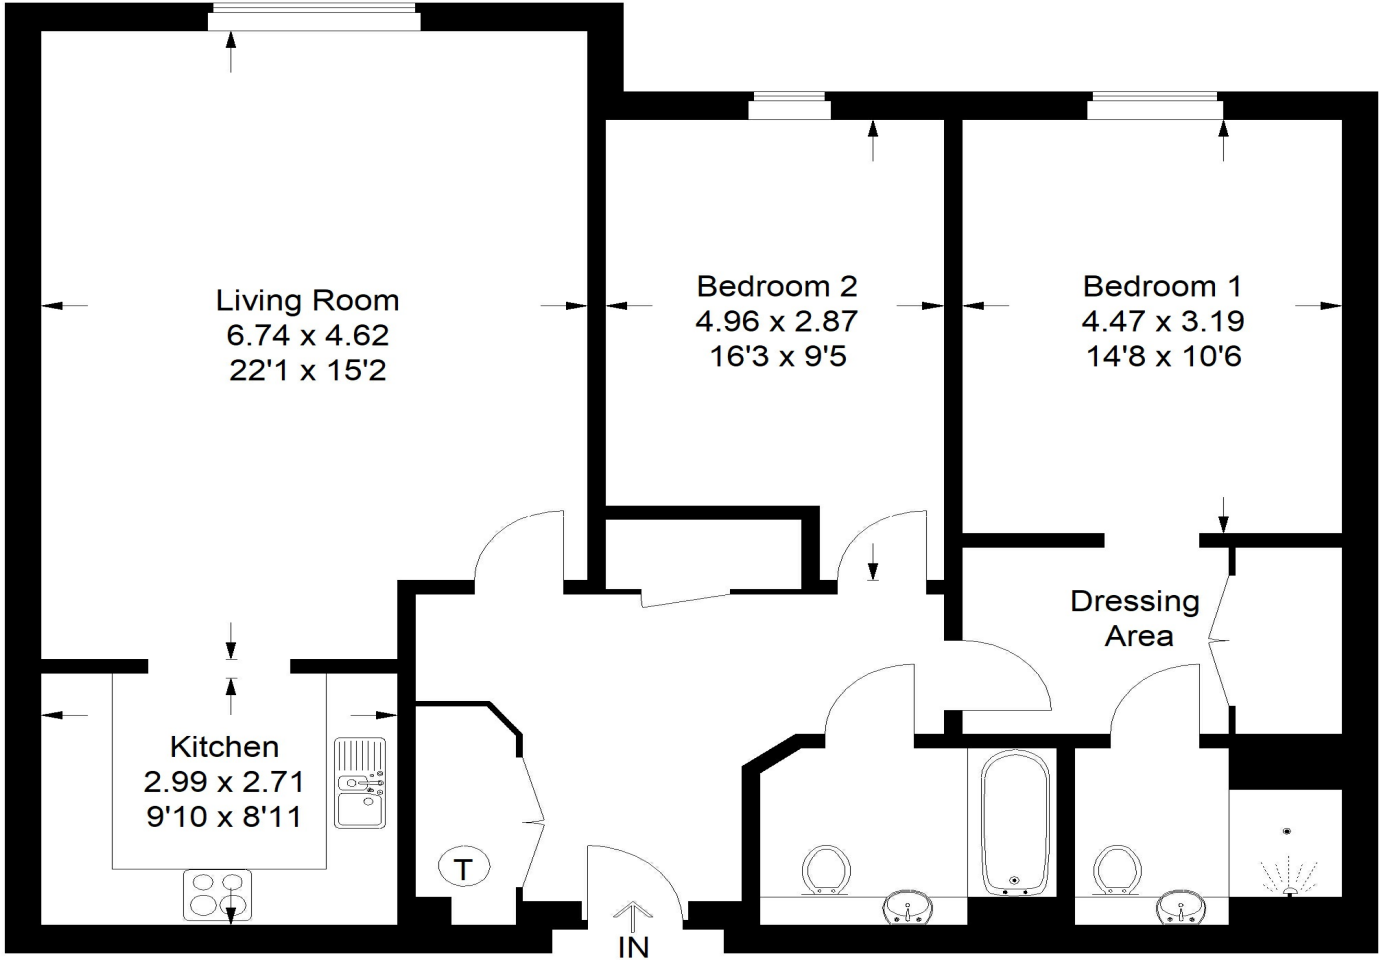 Living Room
6.74 x 4.62
22'1 x 15'2
Bedroom 2
4.96 x 2.87
16'3 x 9'5
Bedroom 1
4.47 x 3.19
14'8 x 10'6
Dressing
Area
Kitchen
2.99 x 2.71
9'10 x 8'11
T
IN